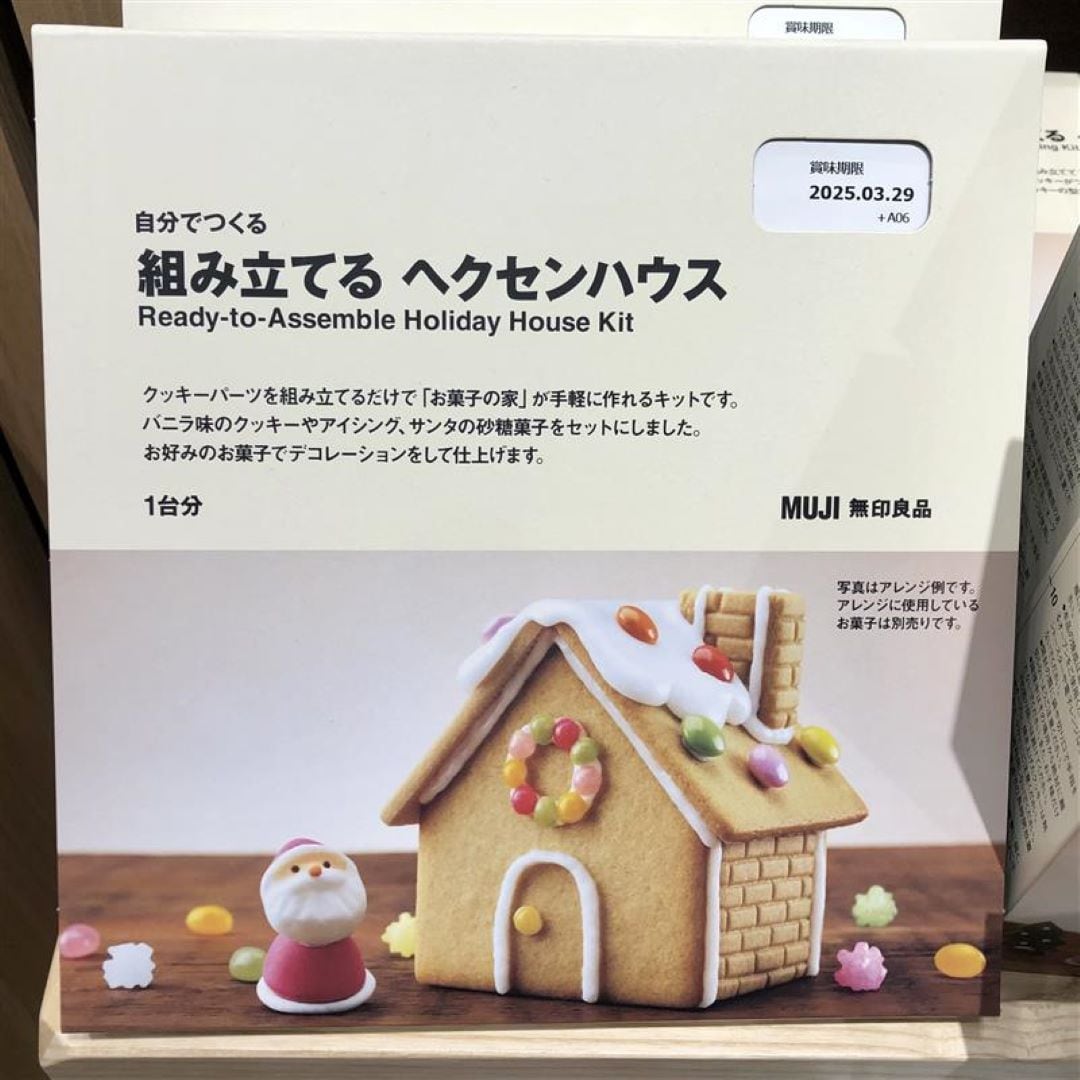 賞味期限
賞味期限
2025.03.29
+A06
自分でつくる
組み立てる ヘクセンハウス
Ready-to-Assemble Holiday House Kit
クッキーパーツを組み立てるだけで「お菓子の家」が手軽に作れるキットです。
バニラ味のクッキーやアイシング、サンタの砂糖菓子をセットにしました。
お好みのお菓子でデコレーションをして仕上げます。
1台分
MUJI 無印良品
写真はアレンジ例です。
アレンジに使用している
お菓子は別売りです。